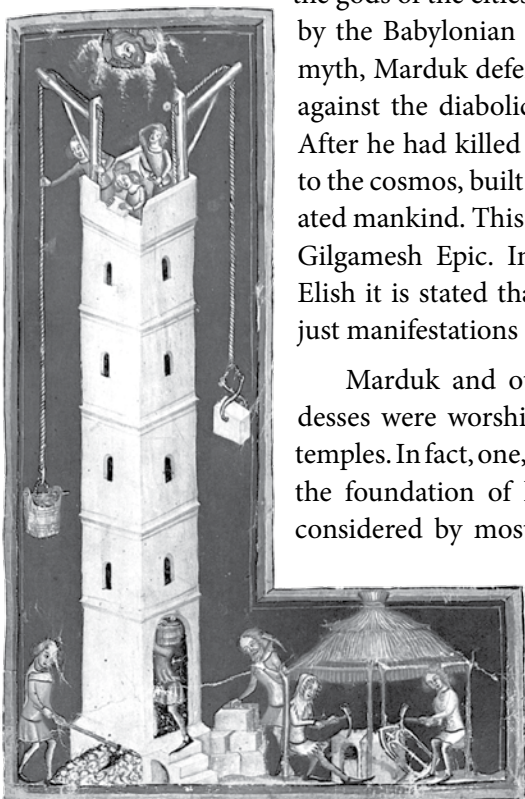 the gods of the cities
by the Babylonian
myth, Marduk defe
against the diabolic
After he had killed
to the cosmos, built
ated mankind. This
Gilgamesh Epic. In
Elish it is stated tha
just manifestations
Marduk and o
desses were worshi
temples. In fact, one,
the foundation of
considered by mos